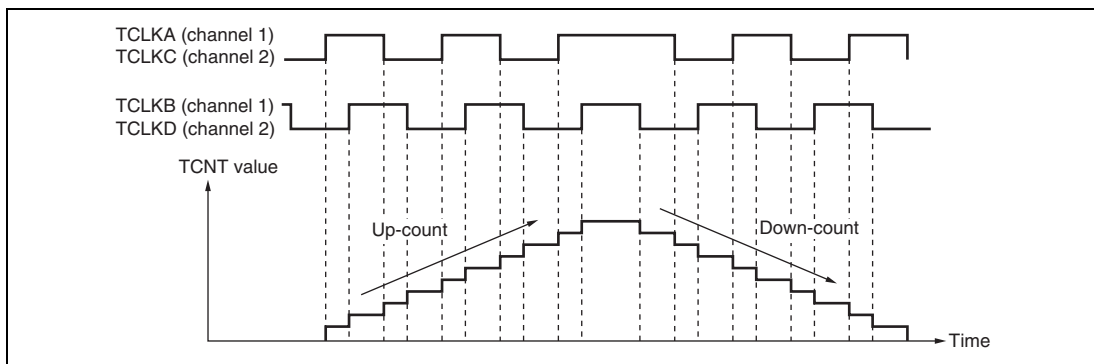 TCLKA (channel 1)
TCLKC (channel 2)
TCLKB (channel 1)
TCLKD (channel 2)
TCNT value
Up-count
Down-count
Time